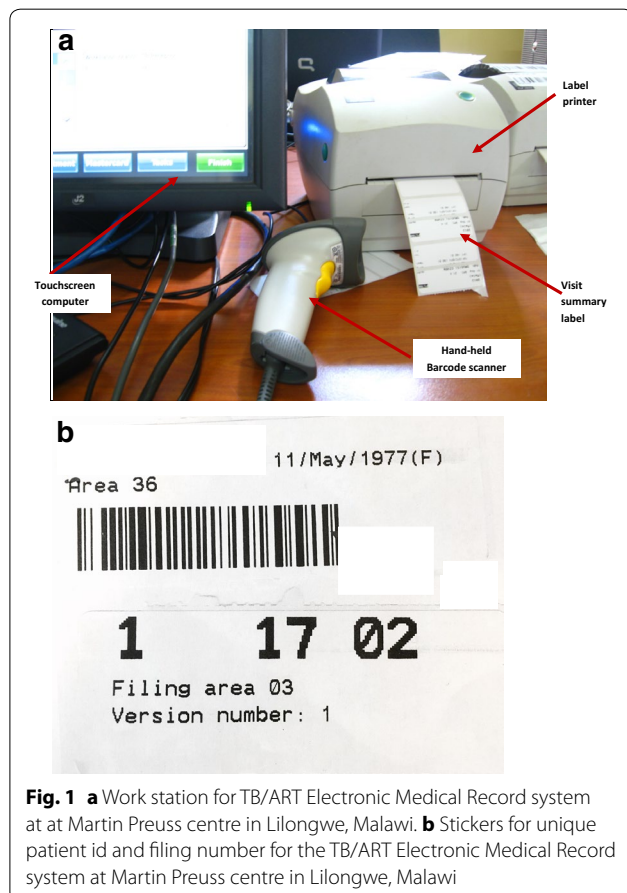 a
Label
printer
Finish
Touchscreen
computer
Visit
summary
label
Hand-held
Barcode scanner
b
11/May/1977(F)
Area 36
1 17 02
Filing area 03
Version number: 1
Fig. 1 a Work station for TB/ART Electronic Medical Record system
at at Martin Preuss centre in Lilongwe, Malawi. b Stickers for unique
patient id and filing number for the TB/ART Electronic Medical Record
system at Martin Preuss centre in Lilongwe, Malawi